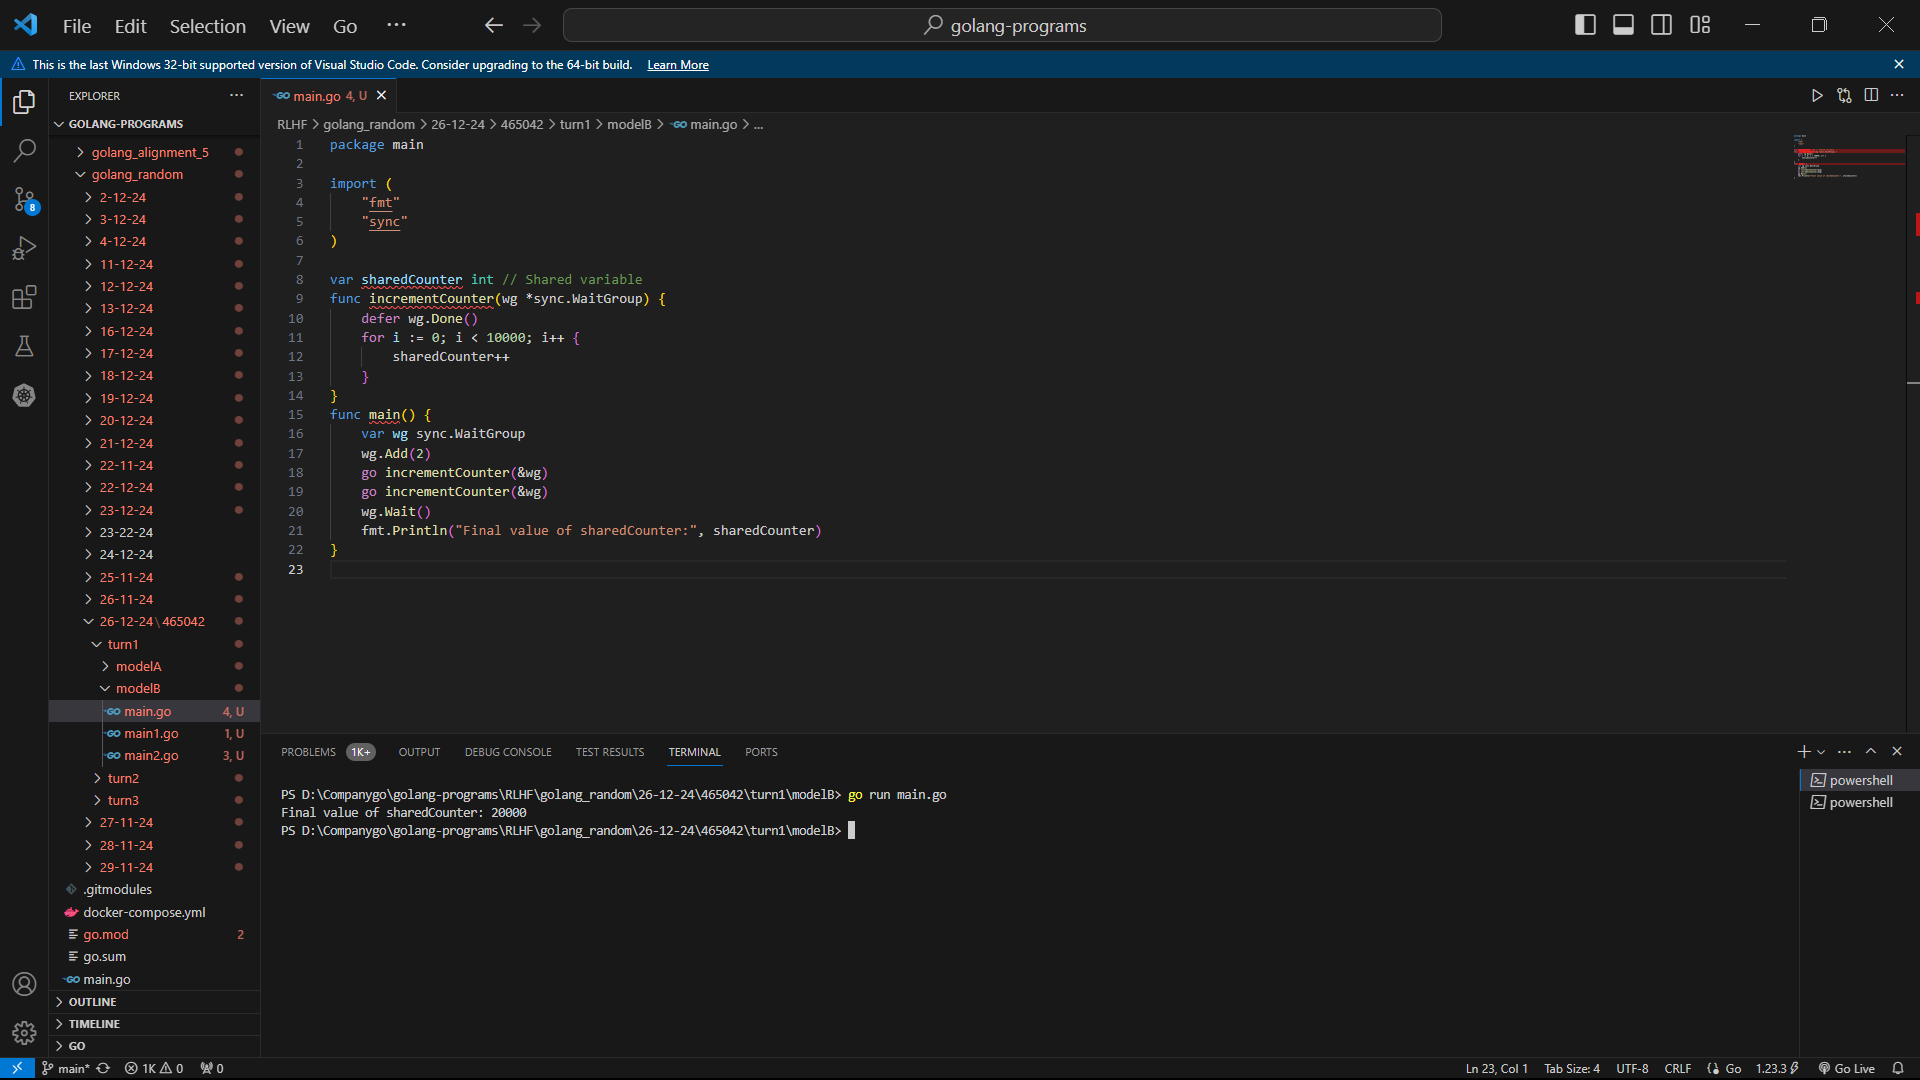 File Edit Selection View Go ··· golang-programs
This is the last Windows 32-bit supported version of Visual Studio Code. Consider upgrading to the 64-bit build. Learn More
EXPLORER
GOLANG-PROGRAMS
golang_alignment_5
golang_random
2-12-24
3-12-24
4-12-24
11-12-24
12-12-24
13-12-24
16-12-24
17-12-24
18-12-24
19-12-24
20-12-24
21-12-24
22-11-24
22-12-24
23-12-24
23-22-24
24-12-24
25-11-24
26-11-24
26-12-24\465042
turn1
modelA
modelB
main.go 4, U
main1.go 1, U
main2.go 3, U
turn2
turn3
27-11-24
28-11-24
29-11-24
.gitmodules
docker-compose.yml
go.mod 2
go.sum
main.go
OUTLINE
TIMELINE
GO
8
main.go 4, U
RLHF > golang_random > 26-12-24 > 465042 > turn1 > modelB > main.go > ...
1 package main
2
3 import (
4 "fmt"
5 "sync"
6 )
7
8 var sharedCounter int // Shared variable
9 func incrementCounter(wg *sync.WaitGroup) {
10 defer wg.Done()
11 for i := 0; i < 10000; i++ {
12 sharedCounter++
13 }
14 }
15 func main() {
16 var wg sync.WaitGroup
17 wg.Add(2)
18 go incrementCounter(&wg)
19 go incrementCounter(&wg)
20 wg.Wait()
21 fmt.Println("Final value of sharedCounter:", sharedCounter)
22 }
23
PROBLEMS 1K+ OUTPUT DEBUG CONSOLE TEST RESULTS TERMINAL PORTS
PS D:\Companygo\golang-programs\RLHF\golang_random\26-12-24\465042\turn1\modelB> go run main.go
Final value of sharedCounter: 20000
PS D:\Companygo\golang-programs\RLHF\golang_random\26-12-24\465042\turn1\modelB>
powershell
powershell
main* 1K 0 0 Ln 23, Col 1 Tab Size: 4 UTF-8 CRLF Go 1.23.3 Go Live